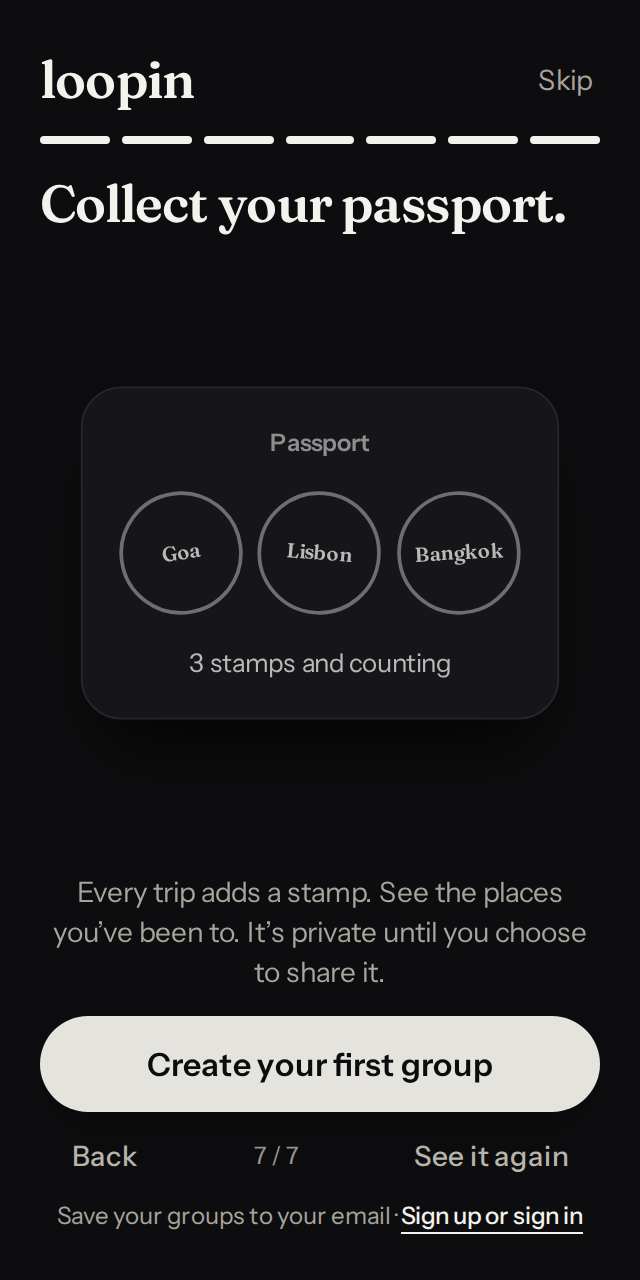 loopin
Skip
Collect your passport.
Passport
Goa
Lisbon
Bangkok
3 stamps and counting
Every trip adds a stamp. See the places
you’ve been to. It’s private until you choose
to share it.
Create your first group
Back
7 / 7
See it again
Save your groups to your email · Sign up or sign in